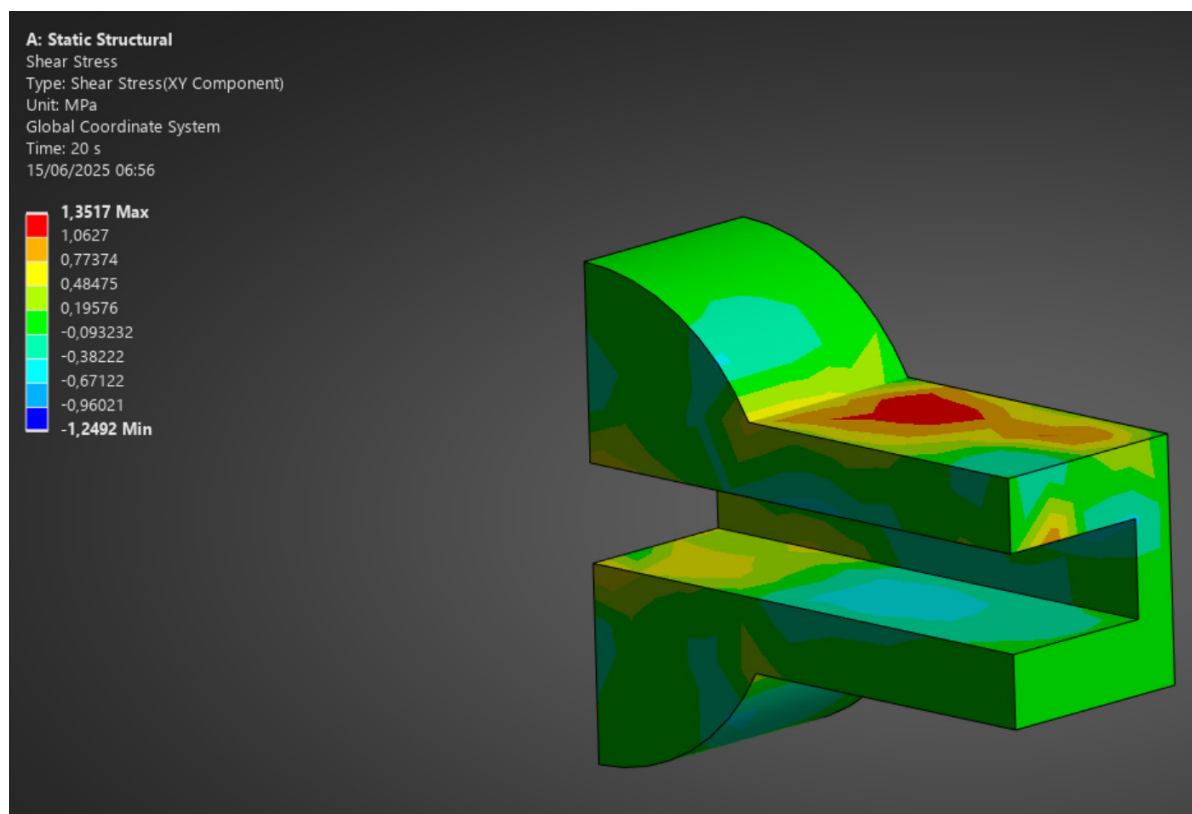 A: Static Structural
Shear Stress
Type: Shear Stress(XY Component)
Unit: MPa
Global Coordinate System
Time: 20 s
15/06/2025 06:56
1,3517 Max
1,0627
0,77374
0,48475
0,19576
-0,093232
-0,38222
-0,67122
-0,96021
-1,2492 Min